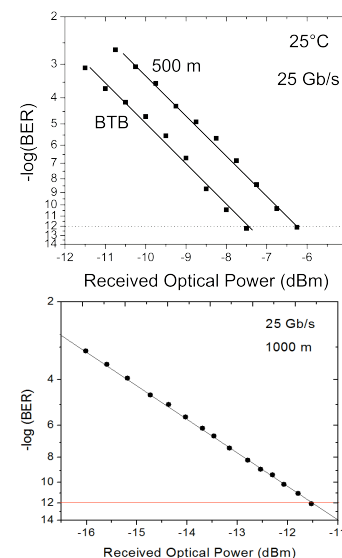 2
25°C
3
500 m
25 Gb/s
4
5
BTB
6
7
8
9
10
11
12
13
14
-log(BER)
-12 -11 -10 -9 -8 -7 -6
Received Optical Power (dBm)
2
25 Gb/s
1000 m
4
6
8
10
12
14
-log (BER)
-16 -15 -14 -13 -12 -11
Received Optical Power (dBm)